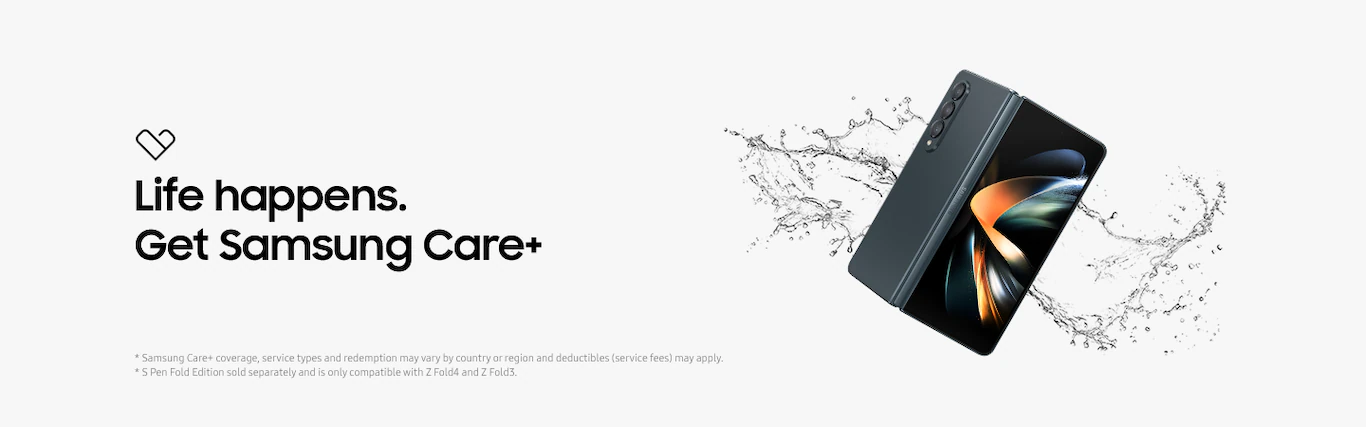 Life happens.
Get Samsung Care+
* Samsung Care+ coverage, service types and redemption may vary by country or region and deductibles (service fees) may apply.
* S Pen Fold Edition sold separately and is only compatible with Z Fold4 and Z Fold3.